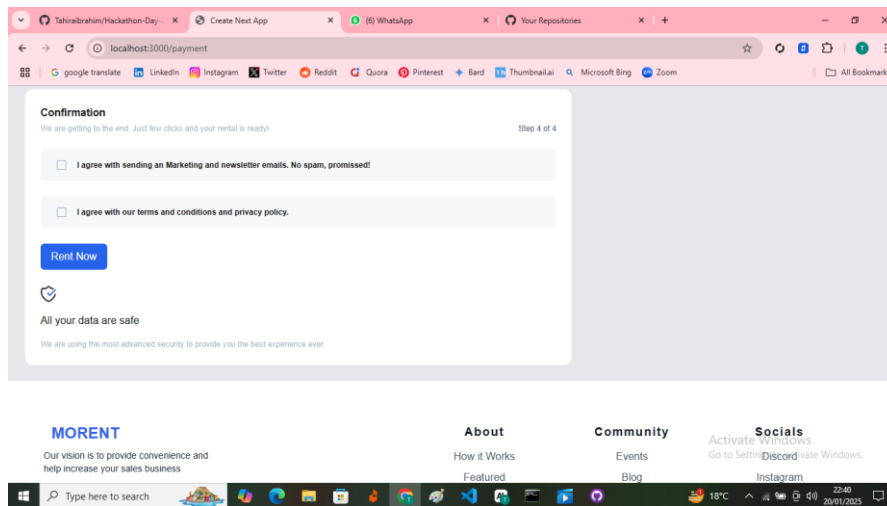 Tahiraibrahim/Hackathon-Day-
Create Next App
(6) WhatsApp
Your Repositories
localhost:3000/payment
google translate LinkedIn Instagram Twitter Reddit Quora Pinterest Bard Thumbnail.ai Microsoft Bing Zoom All Bookmark
Confirmation
We are getting to the end. Just few clicks and your rental is ready!
Step 4 of 4
I agree with sending an Marketing and newsletter emails. No spam, promissed!
I agree with our terms and conditions and privacy policy.
Rent Now
All your data are safe
We are using the most advanced security to provide you the best experience ever.
MORENT
Our vision is to provide convenience and
help increase your sales business
About
How it Works
Featured
Community
Events
Blog
Socials
Discord
Instagram
Activate Windows
Type here to search
18°C
22:40
20/01/2025